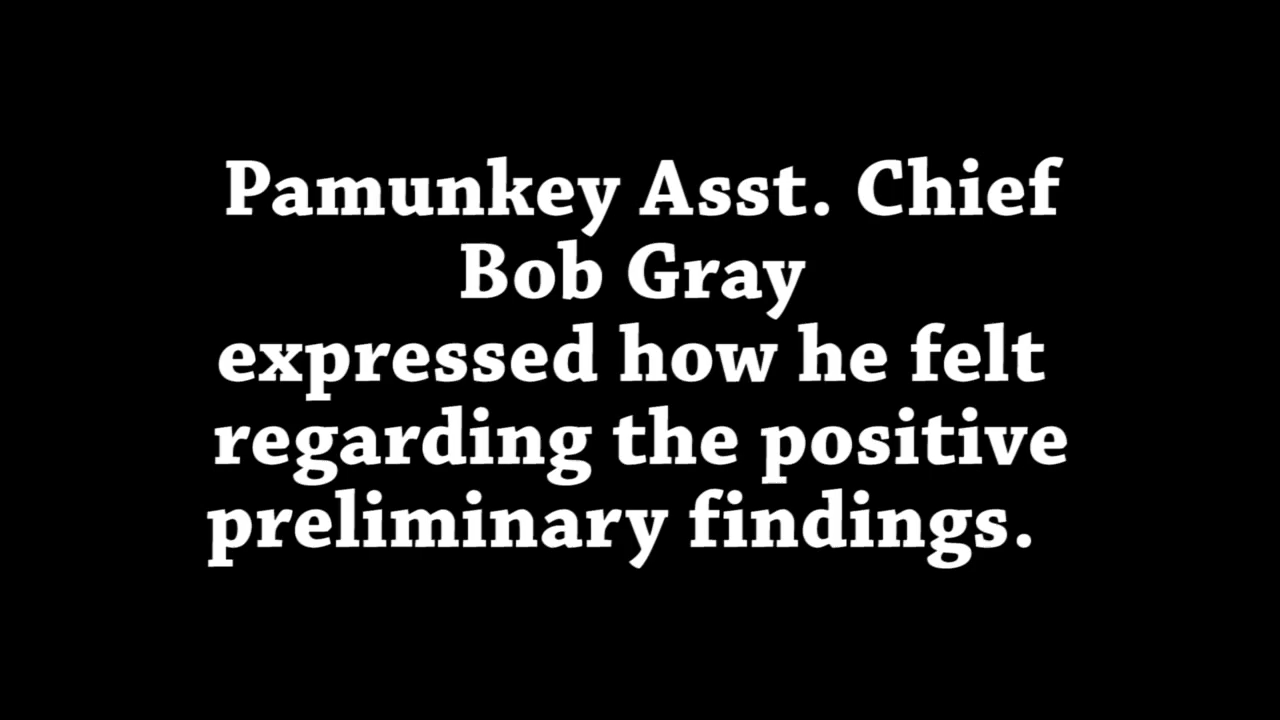 Pamunkey Asst. Chief
Bob Gray
expressed how he felt
regarding the positive
preliminary findings.